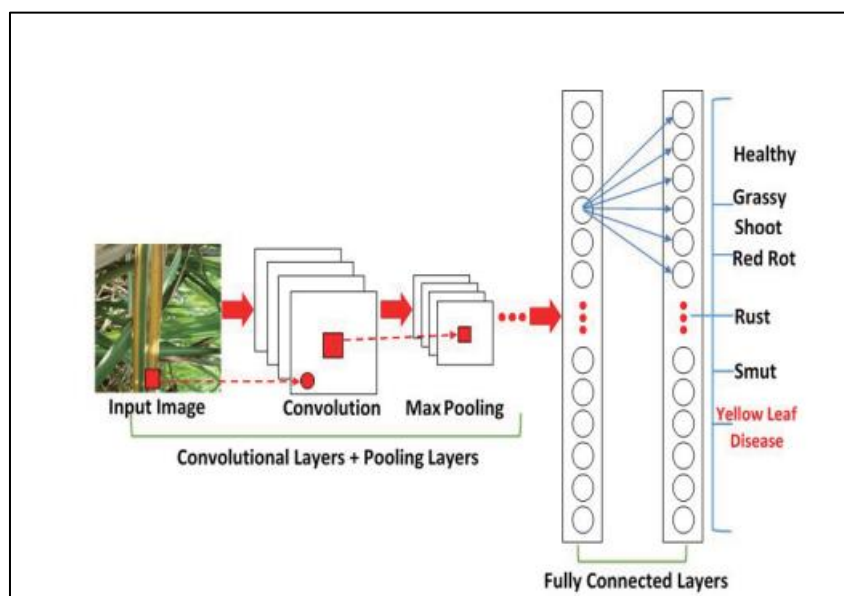 Healthy
Grassy
Shoot
Red Rot
Rust
Smut
Yellow Leaf
Disease
Input Image
Convolution
Max Pooling
Convolutional Layers + Pooling Layers
Fully Connected Layers